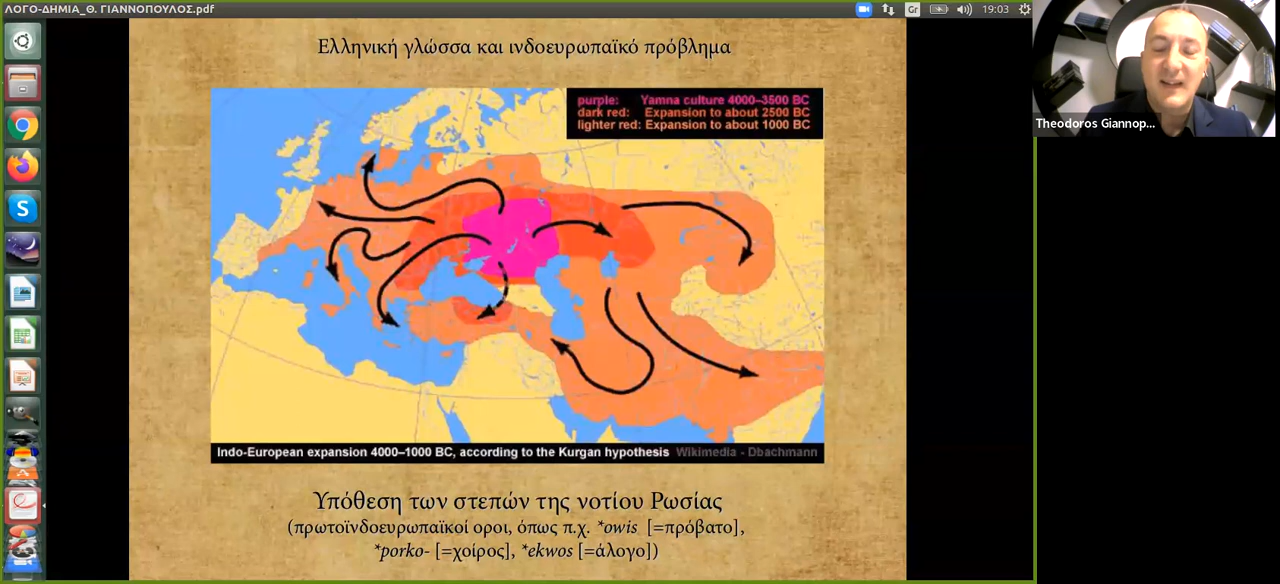 ΛΟΓΟ-ΔΗΜΙΑ_Θ. ΓΙΑΝΝΟΠΟΥΛΟΣ.pdf
Gr
19:03
Theodoros Giannop...
Ελληνική γλώσσα και ινδοευρωπαϊκό πρόβλημα
purple: Yamna culture 4000–3500 BC
dark red: Expansion to about 2500 BC
lighter red: Expansion to about 1000 BC
Indo-European expansion 4000–1000 BC, according to the Kurgan hypothesis Wikimedia - Dbachmann
Υπόθεση των στεπών της νοτίου Ρωσίας
(πρωτοϊνδοευρωπαϊκοί οροι, όπως π.χ. *owis [=πρόβατο],
*porko- [=χοίρος], *ekwos [=άλογο])